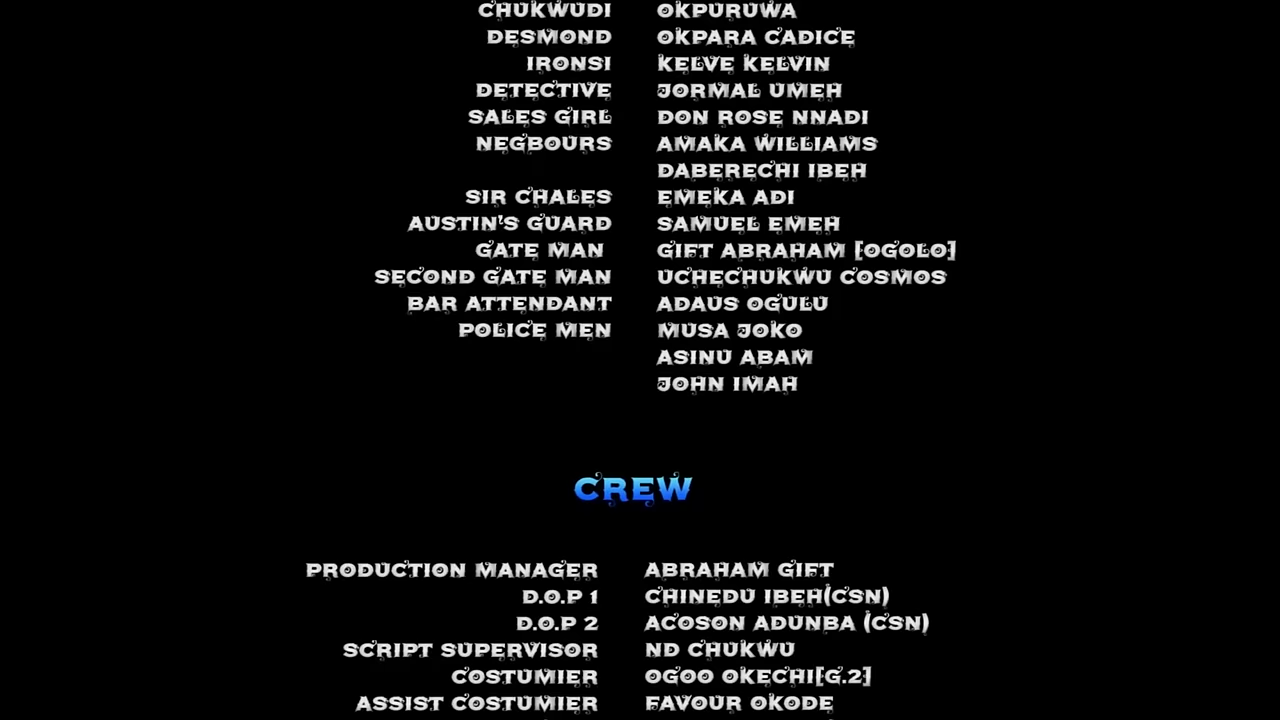 CHUKWUDI OKPURUWA
DESMOND OKPARA CADICE
IRONSI KELVE KELVIN
DETECTIVE JORMAL UMEH
SALES GIRL DON ROSE NNADI
NEGBOURS AMAKA WILLIAMS
DABERECHI IBEH
SIR CHALES EMEKA ADI
AUSTIN'S GUARD SAMUEL EMEH
GATE MAN GIFT ABRAHAM [OGOLO]
SECOND GATE MAN UCHECHUKWU COSMOS
BAR ATTENDANT ADAUS OGULU
POLICE MEN MUSA JOKO
ASINU ABAM
JOHN IMAH
CREW
PRODUCTION MANAGER ABRAHAM GIFT
D.O.P 1 CHINEDU IBEH(CSN)
D.O.P 2 ACOSON ADUNBA (CSN)
SCRIPT SUPERVISOR ND CHUKWU
COSTUMIER OGOO OKECHI[G.2]
ASSIST COSTUMIER FAVOUR OKODE